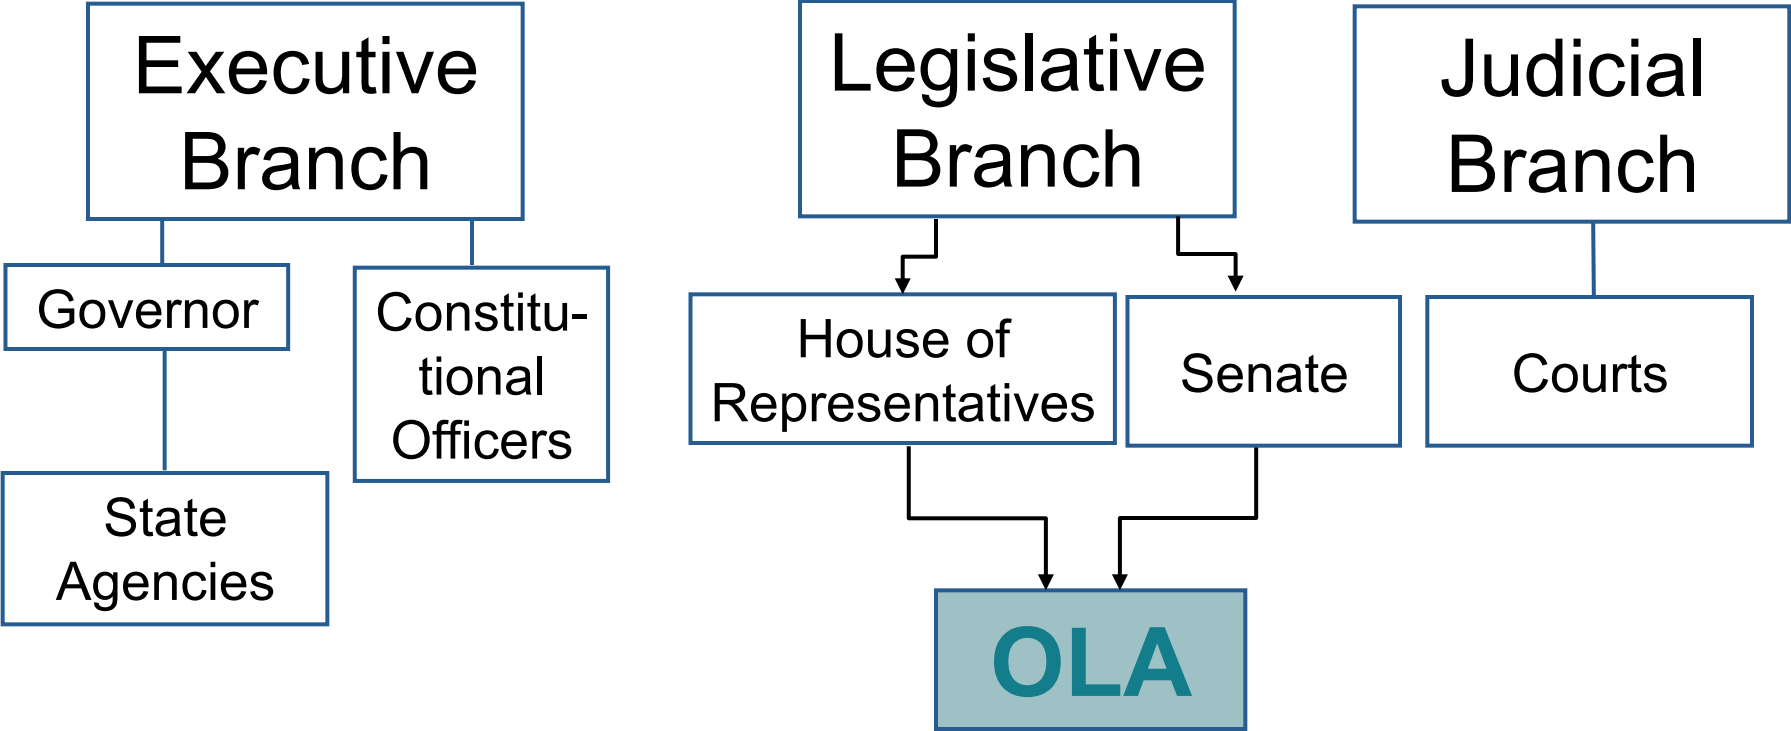 Executive
Branch
Legislative
Branch
Judicial
Branch
Governor
Constitu-
tional
Officers
House of
Representatives
Senate
Courts
State
Agencies
OLA